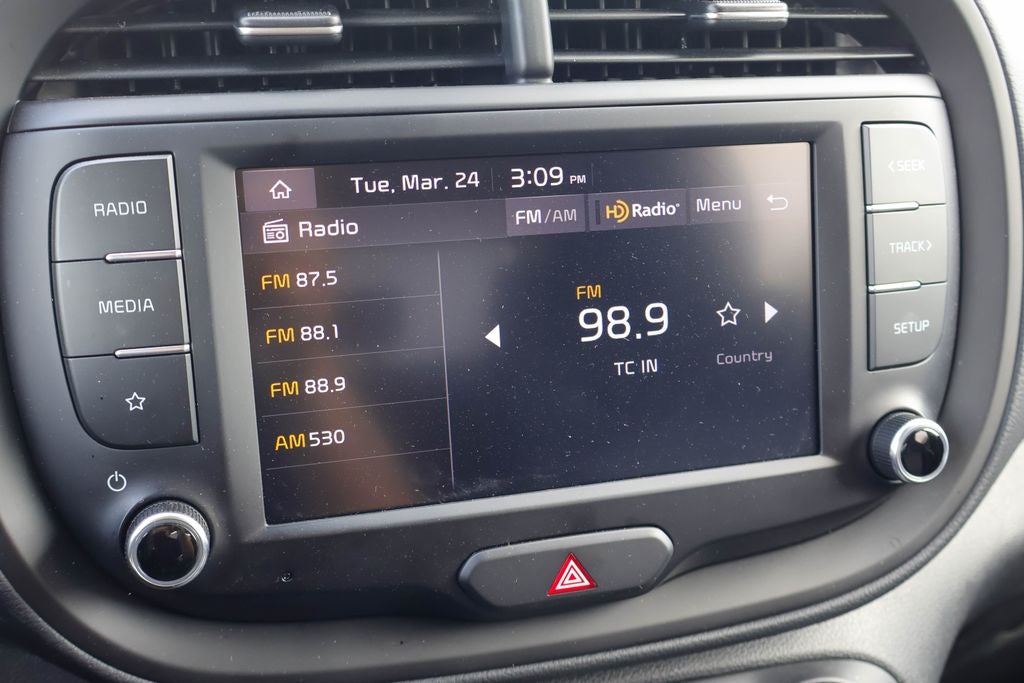 Tue, Mar. 24 3:09 PM
Radio FM/AM HD Radio Menu
FM 87.5
FM 88.1
FM 88.9
AM 530
FM
98.9
TC IN
Country
RADIO
MEDIA
< SEEK
TRACK >
SETUP